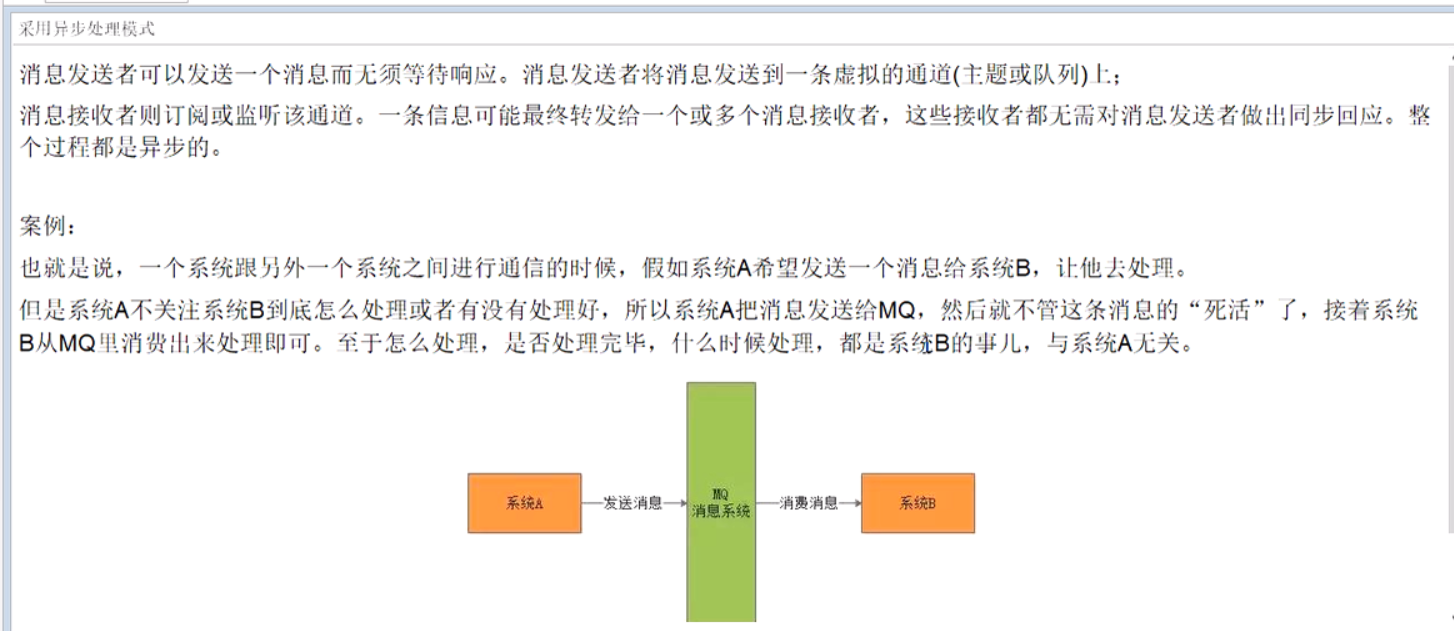 采用异步处理模式
消息发送者可以发送一个消息而无须等待响应。消息发送者将消息发送到一条虚拟的通道(主题或队列)上；
消息接收者则订阅或监听该通道。一条信息可能最终转发给一个或多个消息接收者，这些接收者都无需对消息发送者做出同步回应。整
个过程都是异步的。
案例：
也就是说，一个系统跟另外一个系统之间进行通信的时候，假如系统A希望发送一个消息给系统B，让他去处理。
但是系统A不关注系统B到底怎么处理或者有没有处理好，所以系统A把消息发送给MQ，然后就不管这条消息的“死活”了，接着系统
B从MQ里消费出来处理即可。至于怎么处理，是否处理完毕，什么时候处理，都是系统B的事儿，与系统A无关。
系统A
发送消息
MQ
消息系统
消费消息
系统B